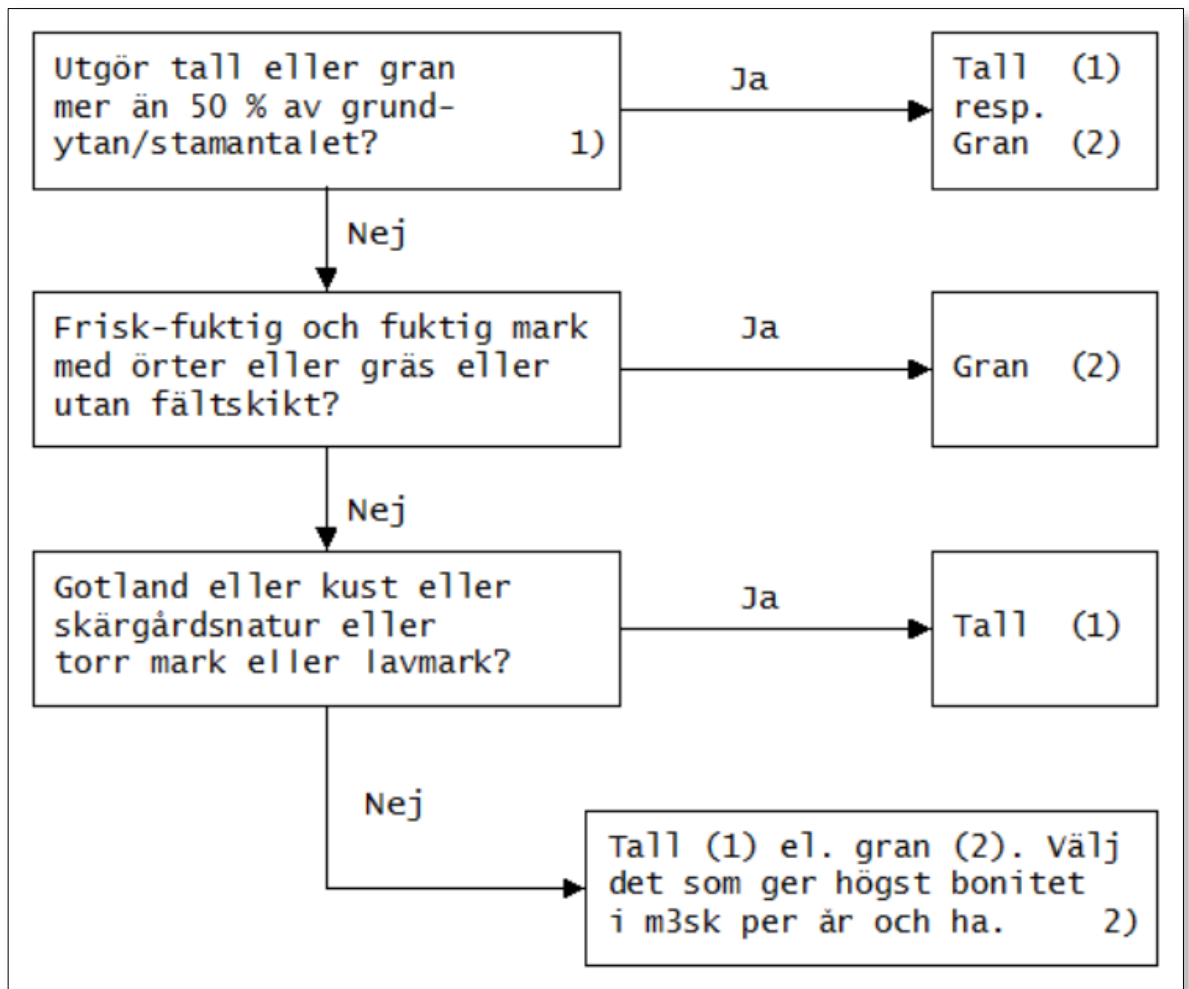 Utgör tall eller gran
mer än 50 % av grund-
ytan/stamantalet? 1)
Ja
Tall (1)
resp.
Gran (2)
Nej
Frisk-fuktig och fuktig mark
med örter eller gräs eller
utan fältskikt?
Ja
Gran (2)
Nej
Gotland eller kust eller
skärgårdsnatur eller
torr mark eller lavmark?
Ja
Tall (1)
Nej
Tall (1) el. gran (2). Välj
det som ger högst bonitet
i m3sk per år och ha. 2)